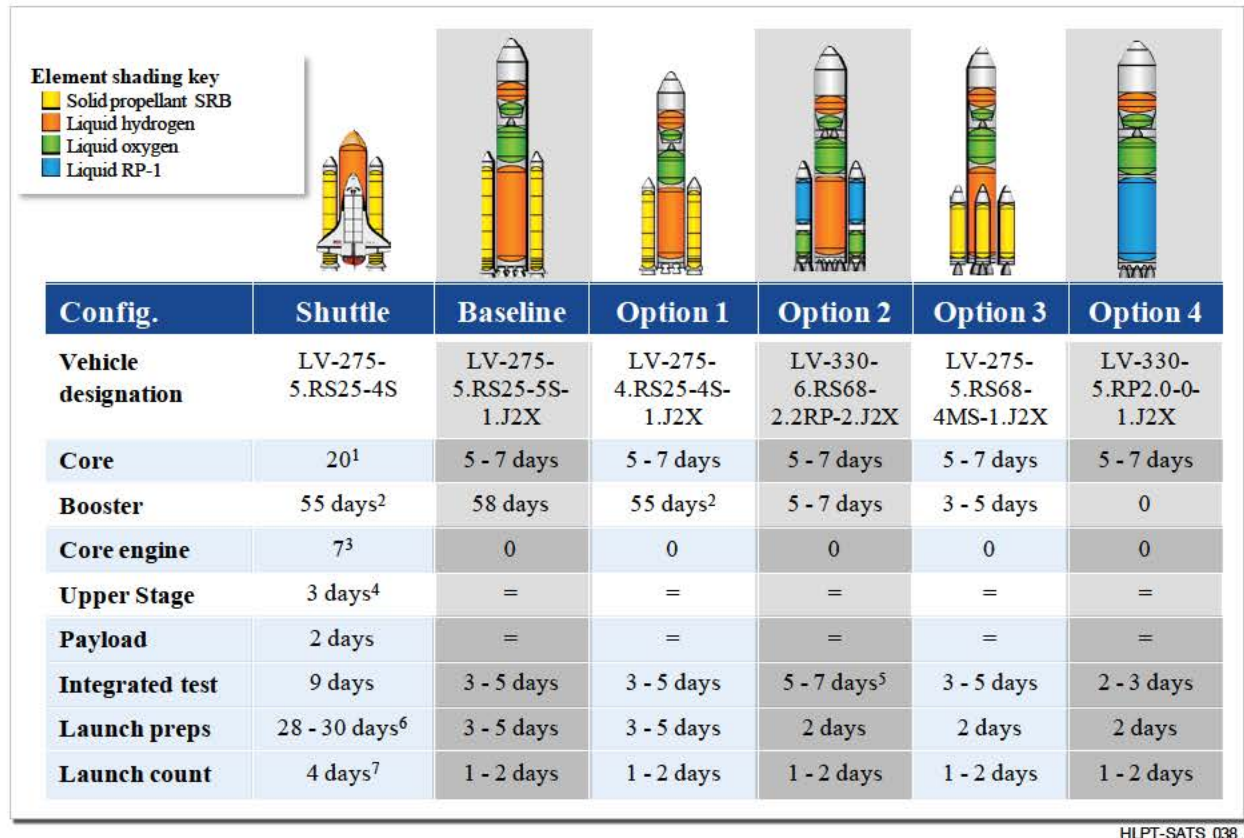 Element shading key
Solid propellant SRB
Liquid hydrogen
Liquid oxygen
Liquid RP-1
Config. Shuttle Baseline Option 1 Option 2 Option 3 Option 4
Vehicle designation LV-275-5.RS25-4S LV-275-5.RS25-5S-1.J2X LV-275-4.RS25-4S-1.J2X LV-330-6.RS68-2.2RP-2.J2X LV-275-5.RS68-4MS-1.J2X LV-330-5.RP2.0-0-1.J2X
Core 20¹ 5 - 7 days 5 - 7 days 5 - 7 days 5 - 7 days 5 - 7 days
Booster 55 days² 58 days 55 days² 5 - 7 days 3 - 5 days 0
Core engine 7³ 0 0 0 0 0
Upper Stage 3 days⁴ = = = = =
Payload 2 days = = = = =
Integrated test 9 days 3 - 5 days 3 - 5 days 5 - 7 days⁵ 3 - 5 days 2 - 3 days
Launch preps 28 - 30 days⁶ 3 - 5 days 3 - 5 days 2 days 2 days 2 days
Launch count 4 days⁷ 1 - 2 days 1 - 2 days 1 - 2 days 1 - 2 days 1 - 2 days
HLPT-SATS_038